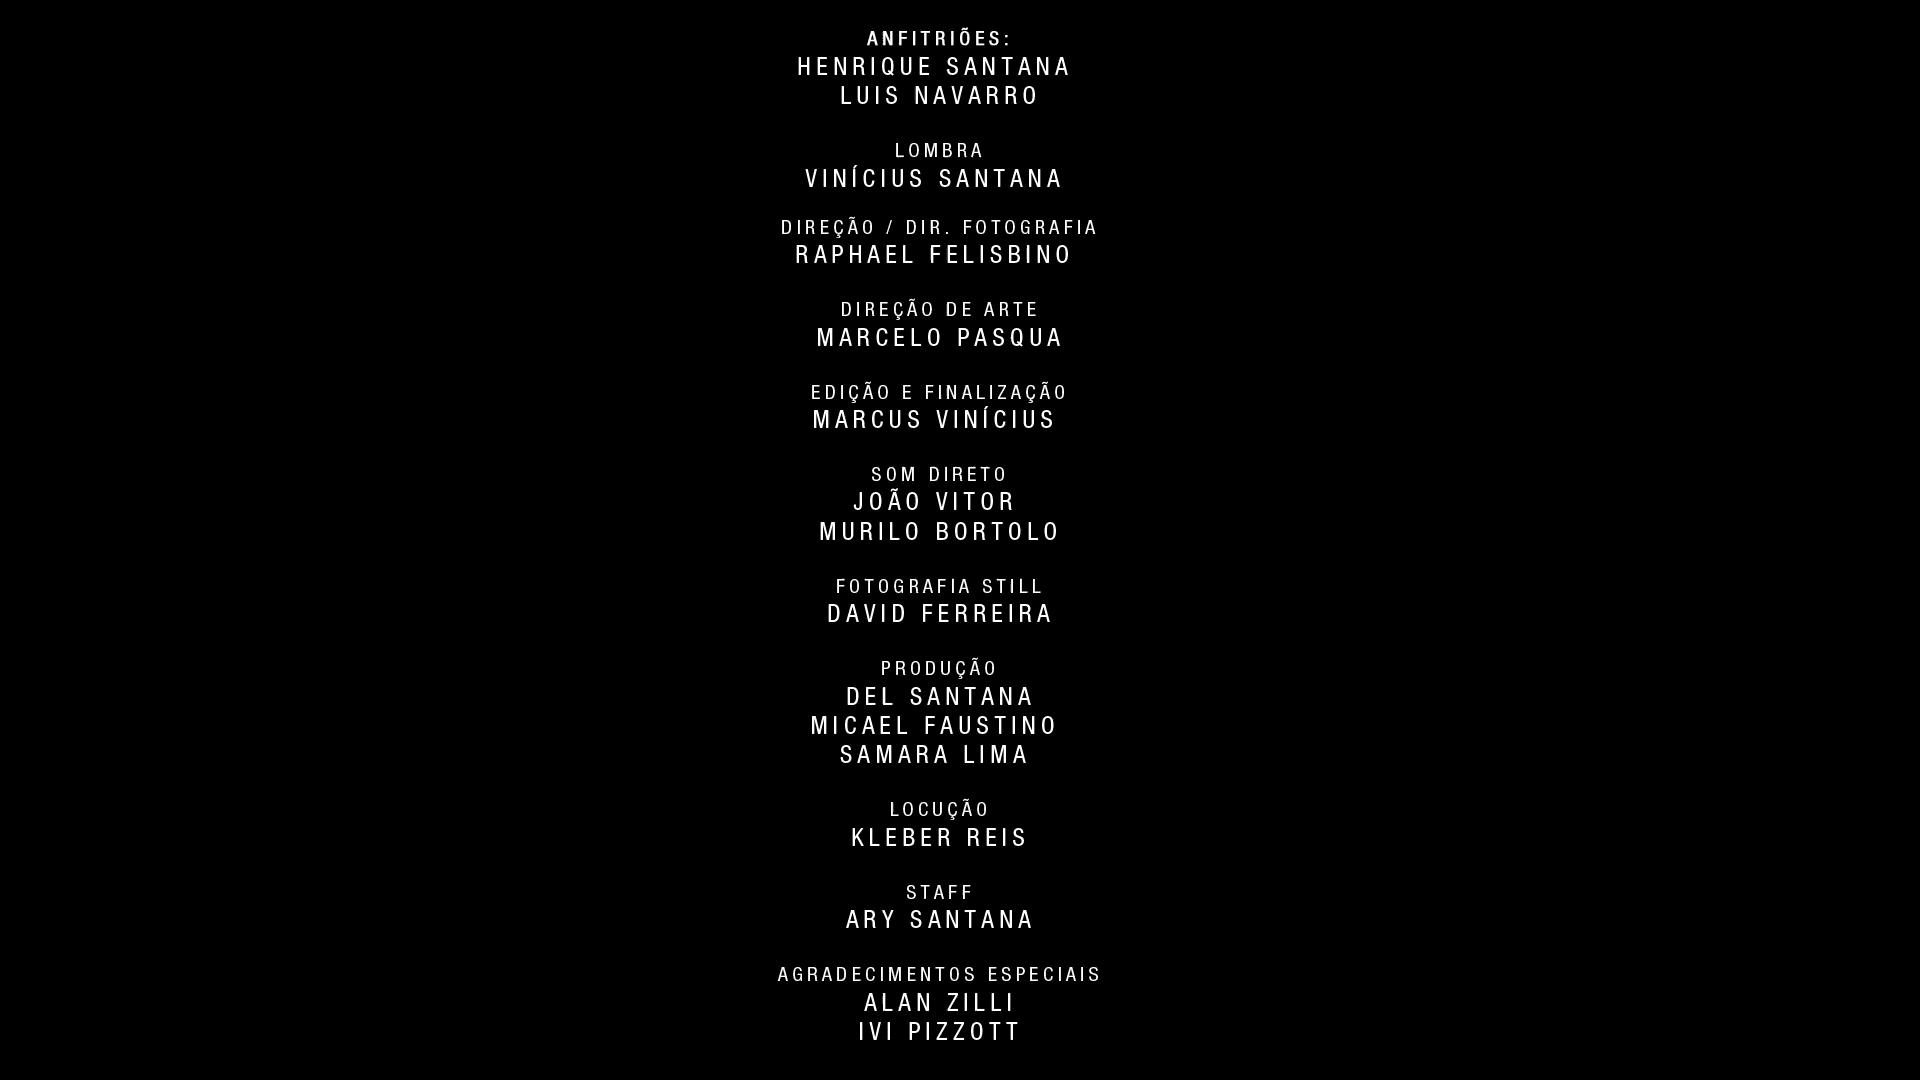 ANFITRIÕES:
HENRIQUE SANTANA
LUIS NAVARRO
LOMBRA
VINÍCIUS SANTANA
DIREÇÃO / DIR. FOTOGRAFIA
RAPHAEL FELISBINO
DIREÇÃO DE ARTE
MARCELO PASQUA
EDIÇÃO E FINALIZAÇÃO
MARCUS VINÍCIUS
SOM DIRETO
JOÃO VITOR
MURILO BORTOLO
FOTOGRAFIA STILL
DAVID FERREIRA
PRODUÇÃO
DEL SANTANA
MICAEL FAUSTINO
SAMARA LIMA
LOCUÇÃO
KLEBER REIS
STAFF
ARY SANTANA
AGRADECIMENTOS ESPECIAIS
ALAN ZILLI
IVI PIZZOTT